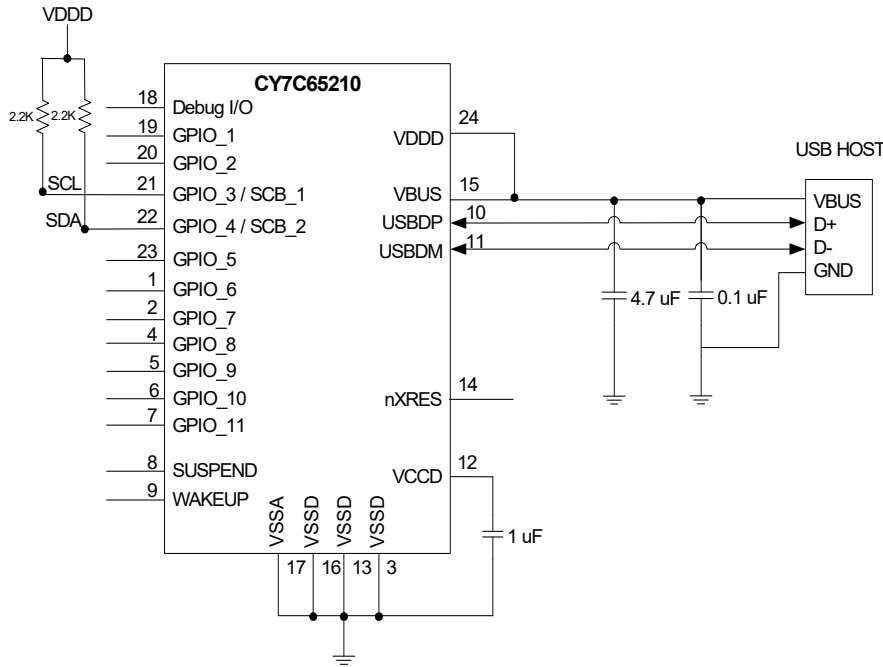 VDDD
CY7C65210
2.2K
2.2K
18
Debug I/O
19
GPIO_1
20
GPIO_2
SCL
21
GPIO_3 / SCB_1
SDA
22
GPIO_4 / SCB_2
23
GPIO_5
1
GPIO_6
2
GPIO_7
4
GPIO_8
5
GPIO_9
6
GPIO_10
7
GPIO_11
8
SUSPEND
9
WAKEUP
VSSA
VSSD
VSSD
VSSD
17
16
13
3
VDDD
24
VBUS
15
USBDP
10
USBDM
11
nXRES
14
VCCD
12
1 uF
4.7 uF
0.1 uF
USB HOST
VBUS
D+
D-
GND